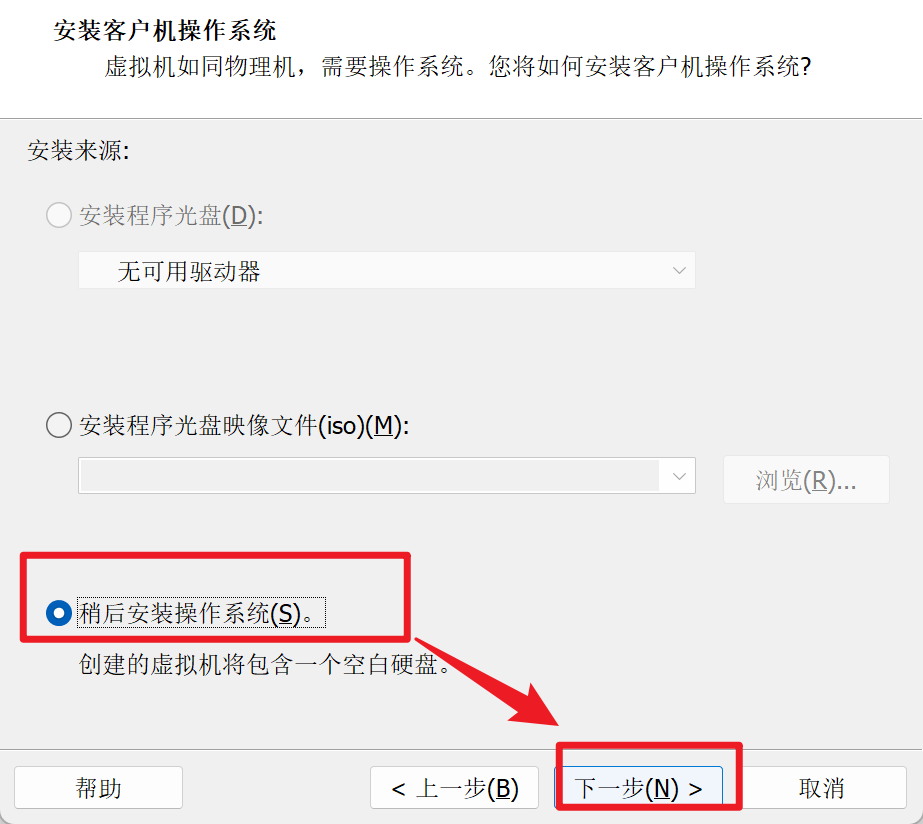 安装客户机操作系统
虚拟机如同物理机，需要操作系统。您将如何安装客户机操作系统?
安装来源:
安装程序光盘(D):
无可用驱动器
安装程序光盘映像文件(iso)(M):
浏览(R)...
稍后安装操作系统(S)。
创建的虚拟机将包含一个空白硬盘。
帮助
< 上一步(B)
下一步(N) >
取消